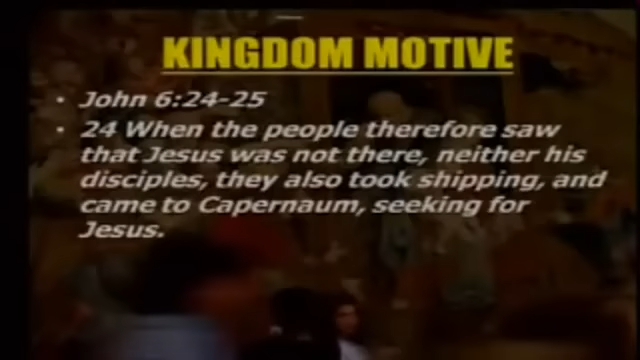 KINGDOM MOTIVE
• John 6:24-25
• 24 When the people therefore saw
that Jesus was not there, neither his
disciples, they also took shipping, and
came to Capernaum, seeking for
Jesus.